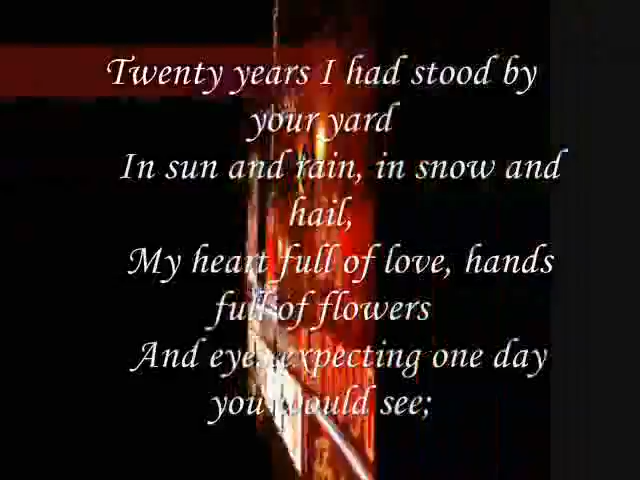 Twenty years I had stood by
your yard
In sun and rain, in snow and
hail,
My heart full of love, hands
full of flowers
And eyes expecting one day
you would see;